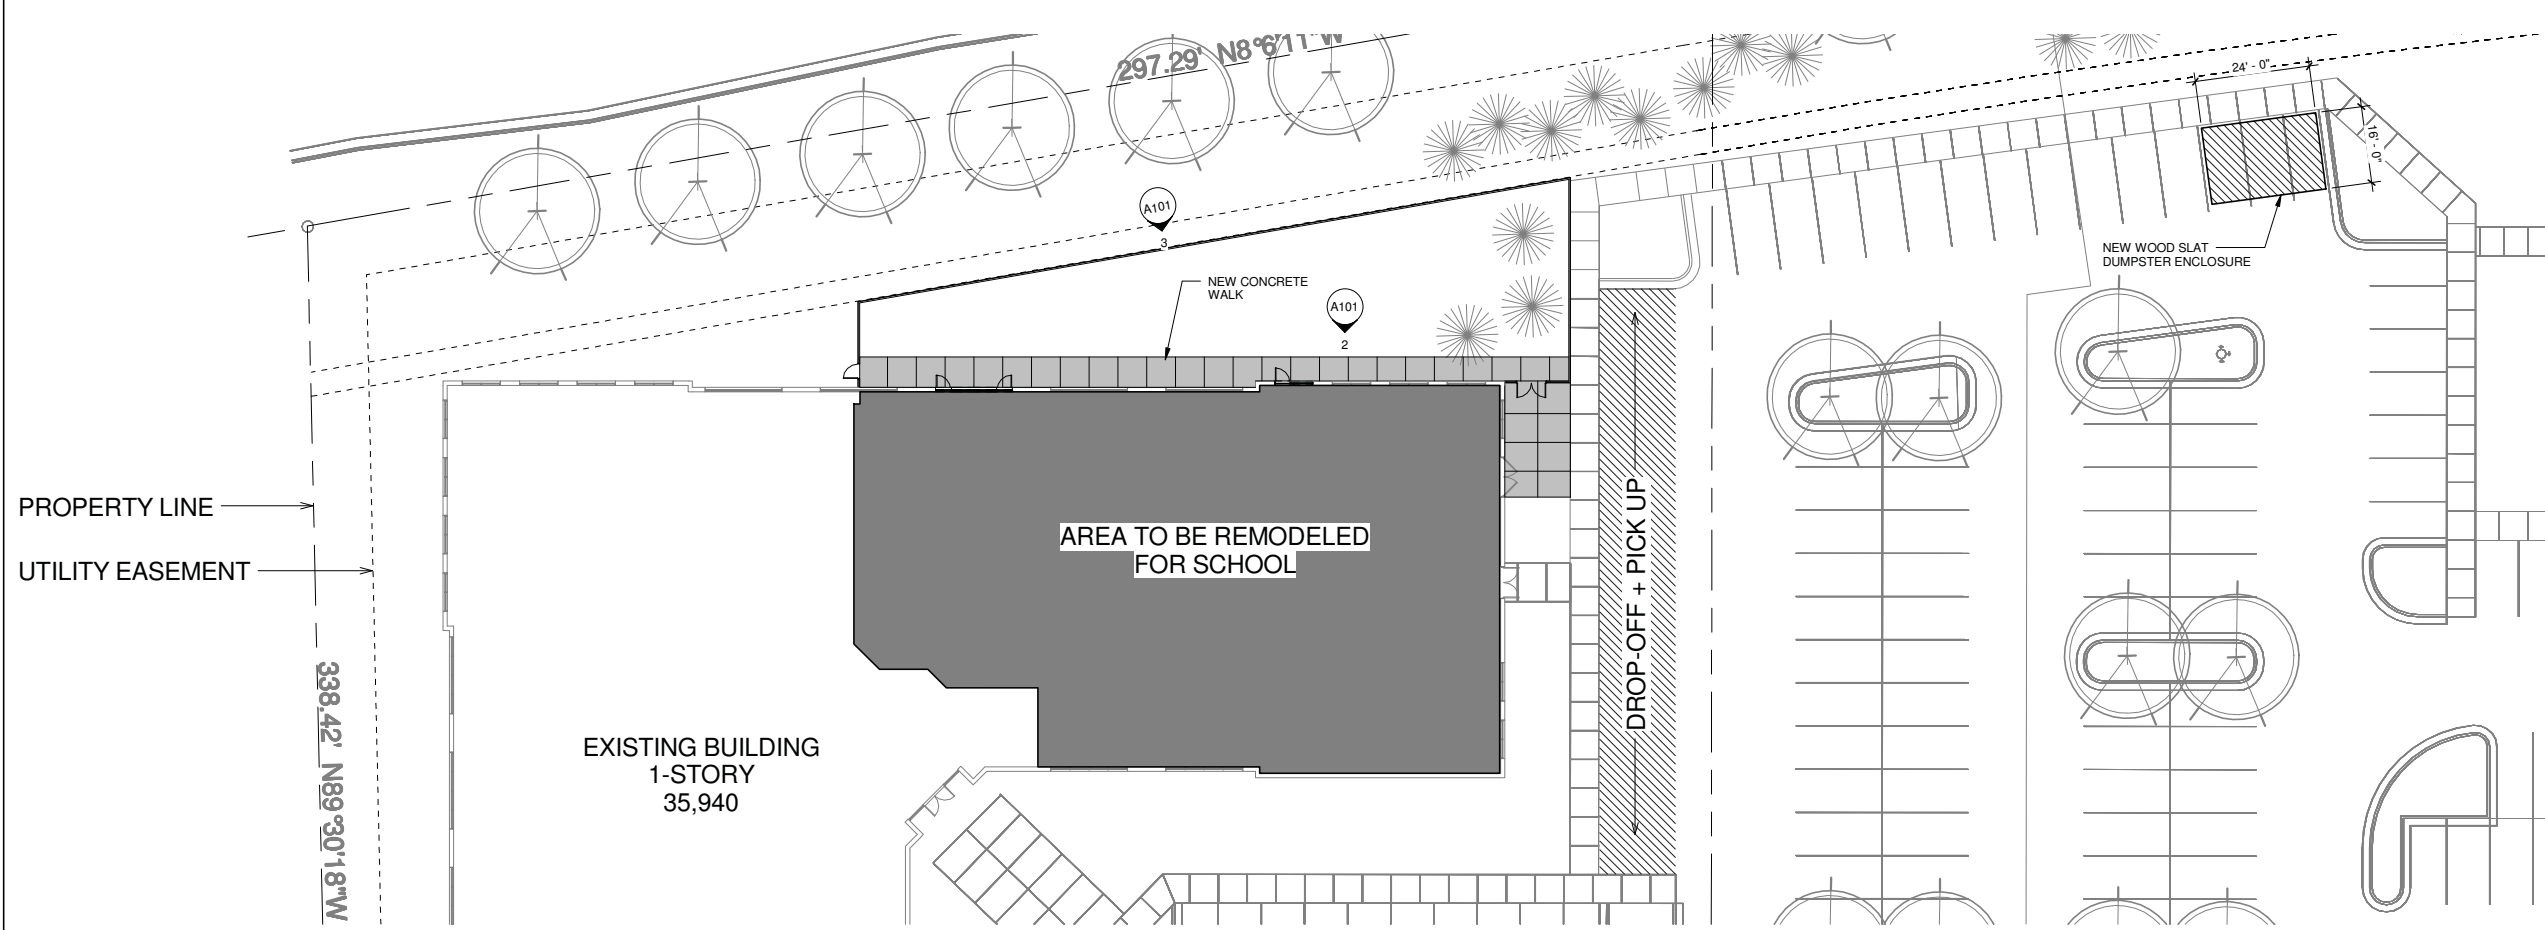 297.29' N8°6'11"W
24' - 0"
16' - 0"
A101
3
NEW CONCRETE
WALK
A101
2
NEW WOOD SLAT
DUMPSTER ENCLOSURE
PROPERTY LINE
UTILITY EASEMENT
AREA TO BE REMODELED
FOR SCHOOL
DROP-OFF + PICK UP
338.42' N89°30'18"W
EXISTING BUILDING
1-STORY
35,940